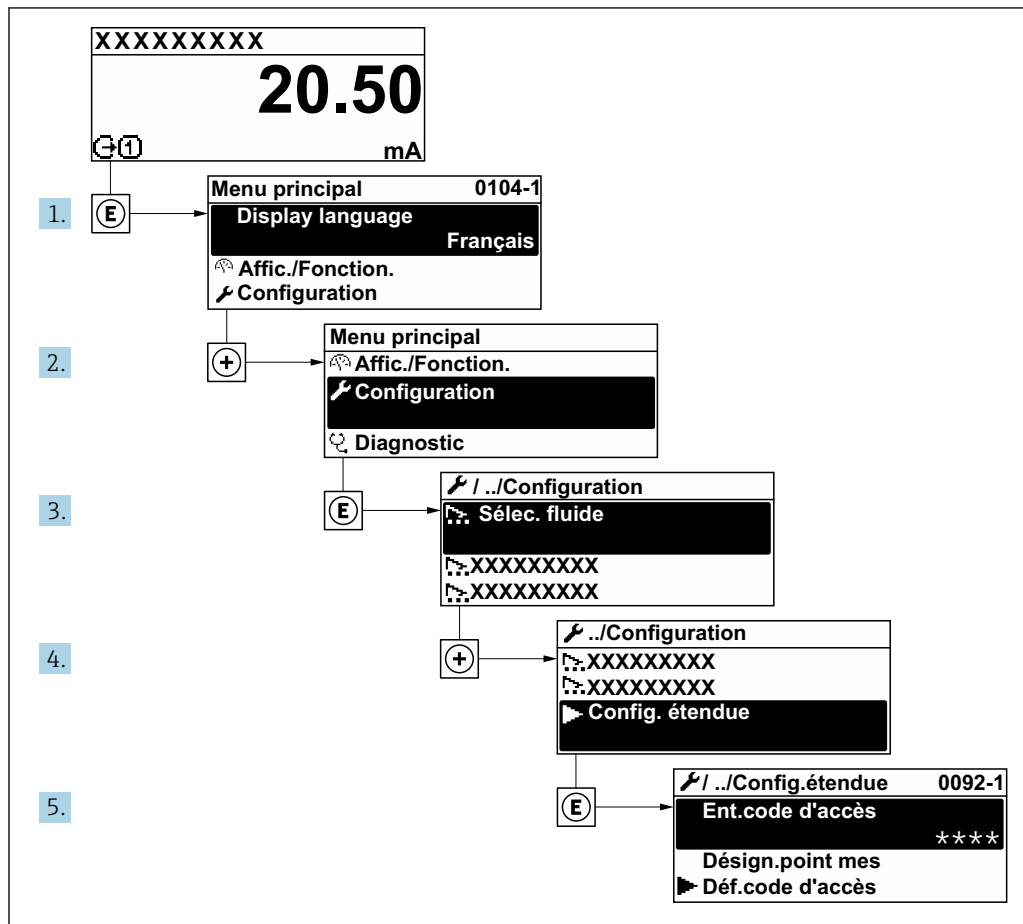 XXXXXXXXX
20.50
1 mA
1. E
Menu principal 0104-1
Display language
Français
Affic./Fonction.
Configuration
2. +
Menu principal
Affic./Fonction.
Configuration
Diagnostic
3. E
/ ../Configuration
Sélec. fluide
XXXXXXXXX
XXXXXXXXX
4. +
../Configuration
XXXXXXXXX
XXXXXXXXX
Config. étendue
5. E
/ ../Config.étendue 0092-1
Ent.code d'accès
****
Désign.point mes
Déf.code d'accès